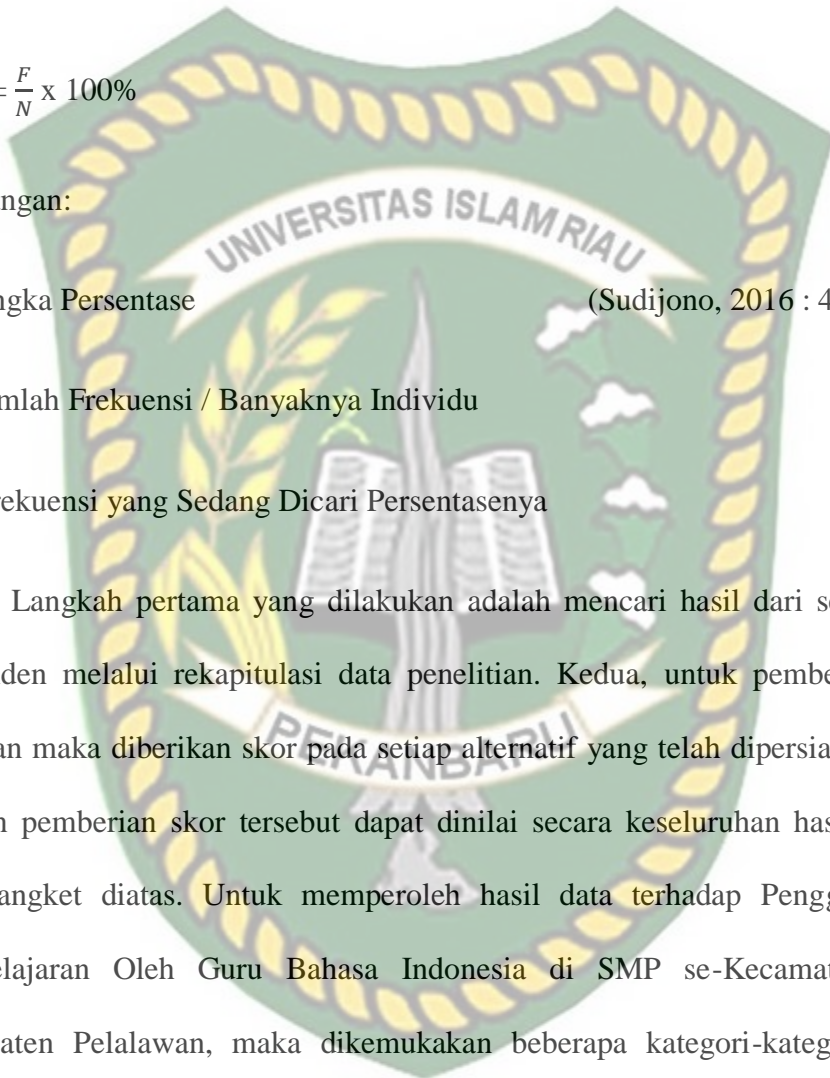 = F/N x 100%
UNIVERSITAS ISLAM RIAU
ngan:
ngka Persentase (Sudijono, 2016 : 4
mlah Frekuensi / Banyaknya Individu
rekuensi yang Sedang Dicari Persentasenya
Langkah pertama yang dilakukan adalah mencari hasil dari se
den melalui rekapitulasi data penelitian. Kedua, untuk pembe
PEKANBARU
an maka diberikan skor pada setiap alternatif yang telah dipersia
n pemberian skor tersebut dapat dinilai secara keseluruhan has
angket diatas. Untuk memperoleh hasil data terhadap Pengg
elajaran Oleh Guru Bahasa Indonesia di SMP se-Kecamat
aten Pelalawan, maka dikemukakan beberapa kategori-kateg